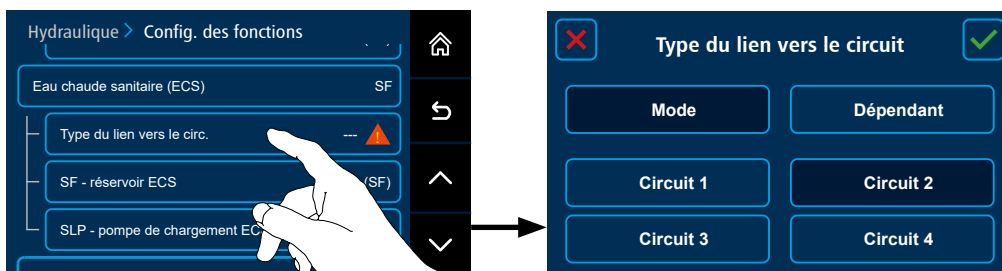 Hydraulique > Config. des fonctions
Eau chaude sanitaire (ECS) SF
Type du lien vers le circ. ---
SF - réservoir ECS (SF)
SLP - pompe de chargement EC
Type du lien vers le circuit
Mode Dépendant
Circuit 1 Circuit 2
Circuit 3 Circuit 4